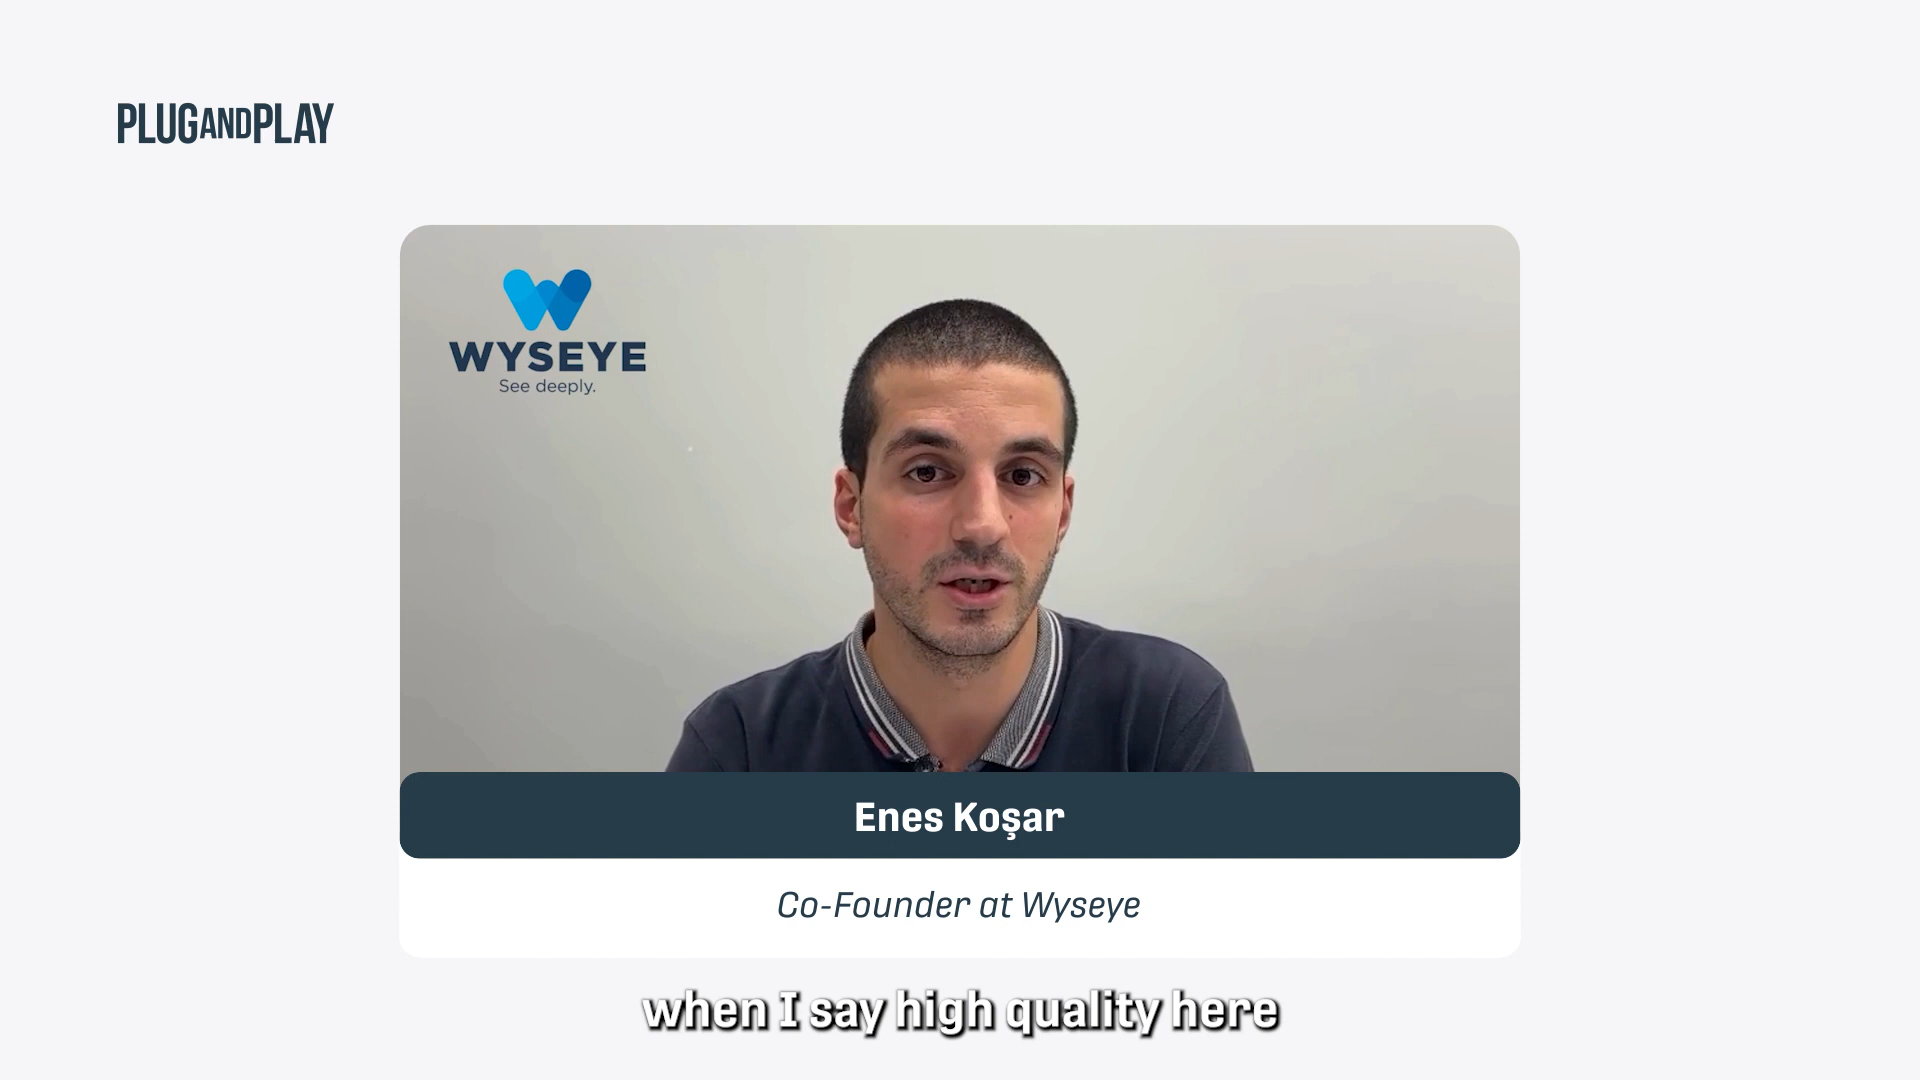 PLUGANDPLAY
WYSEYE
See deeply.
Enes Koşar
Co-Founder at Wyseye
when I say high quality here